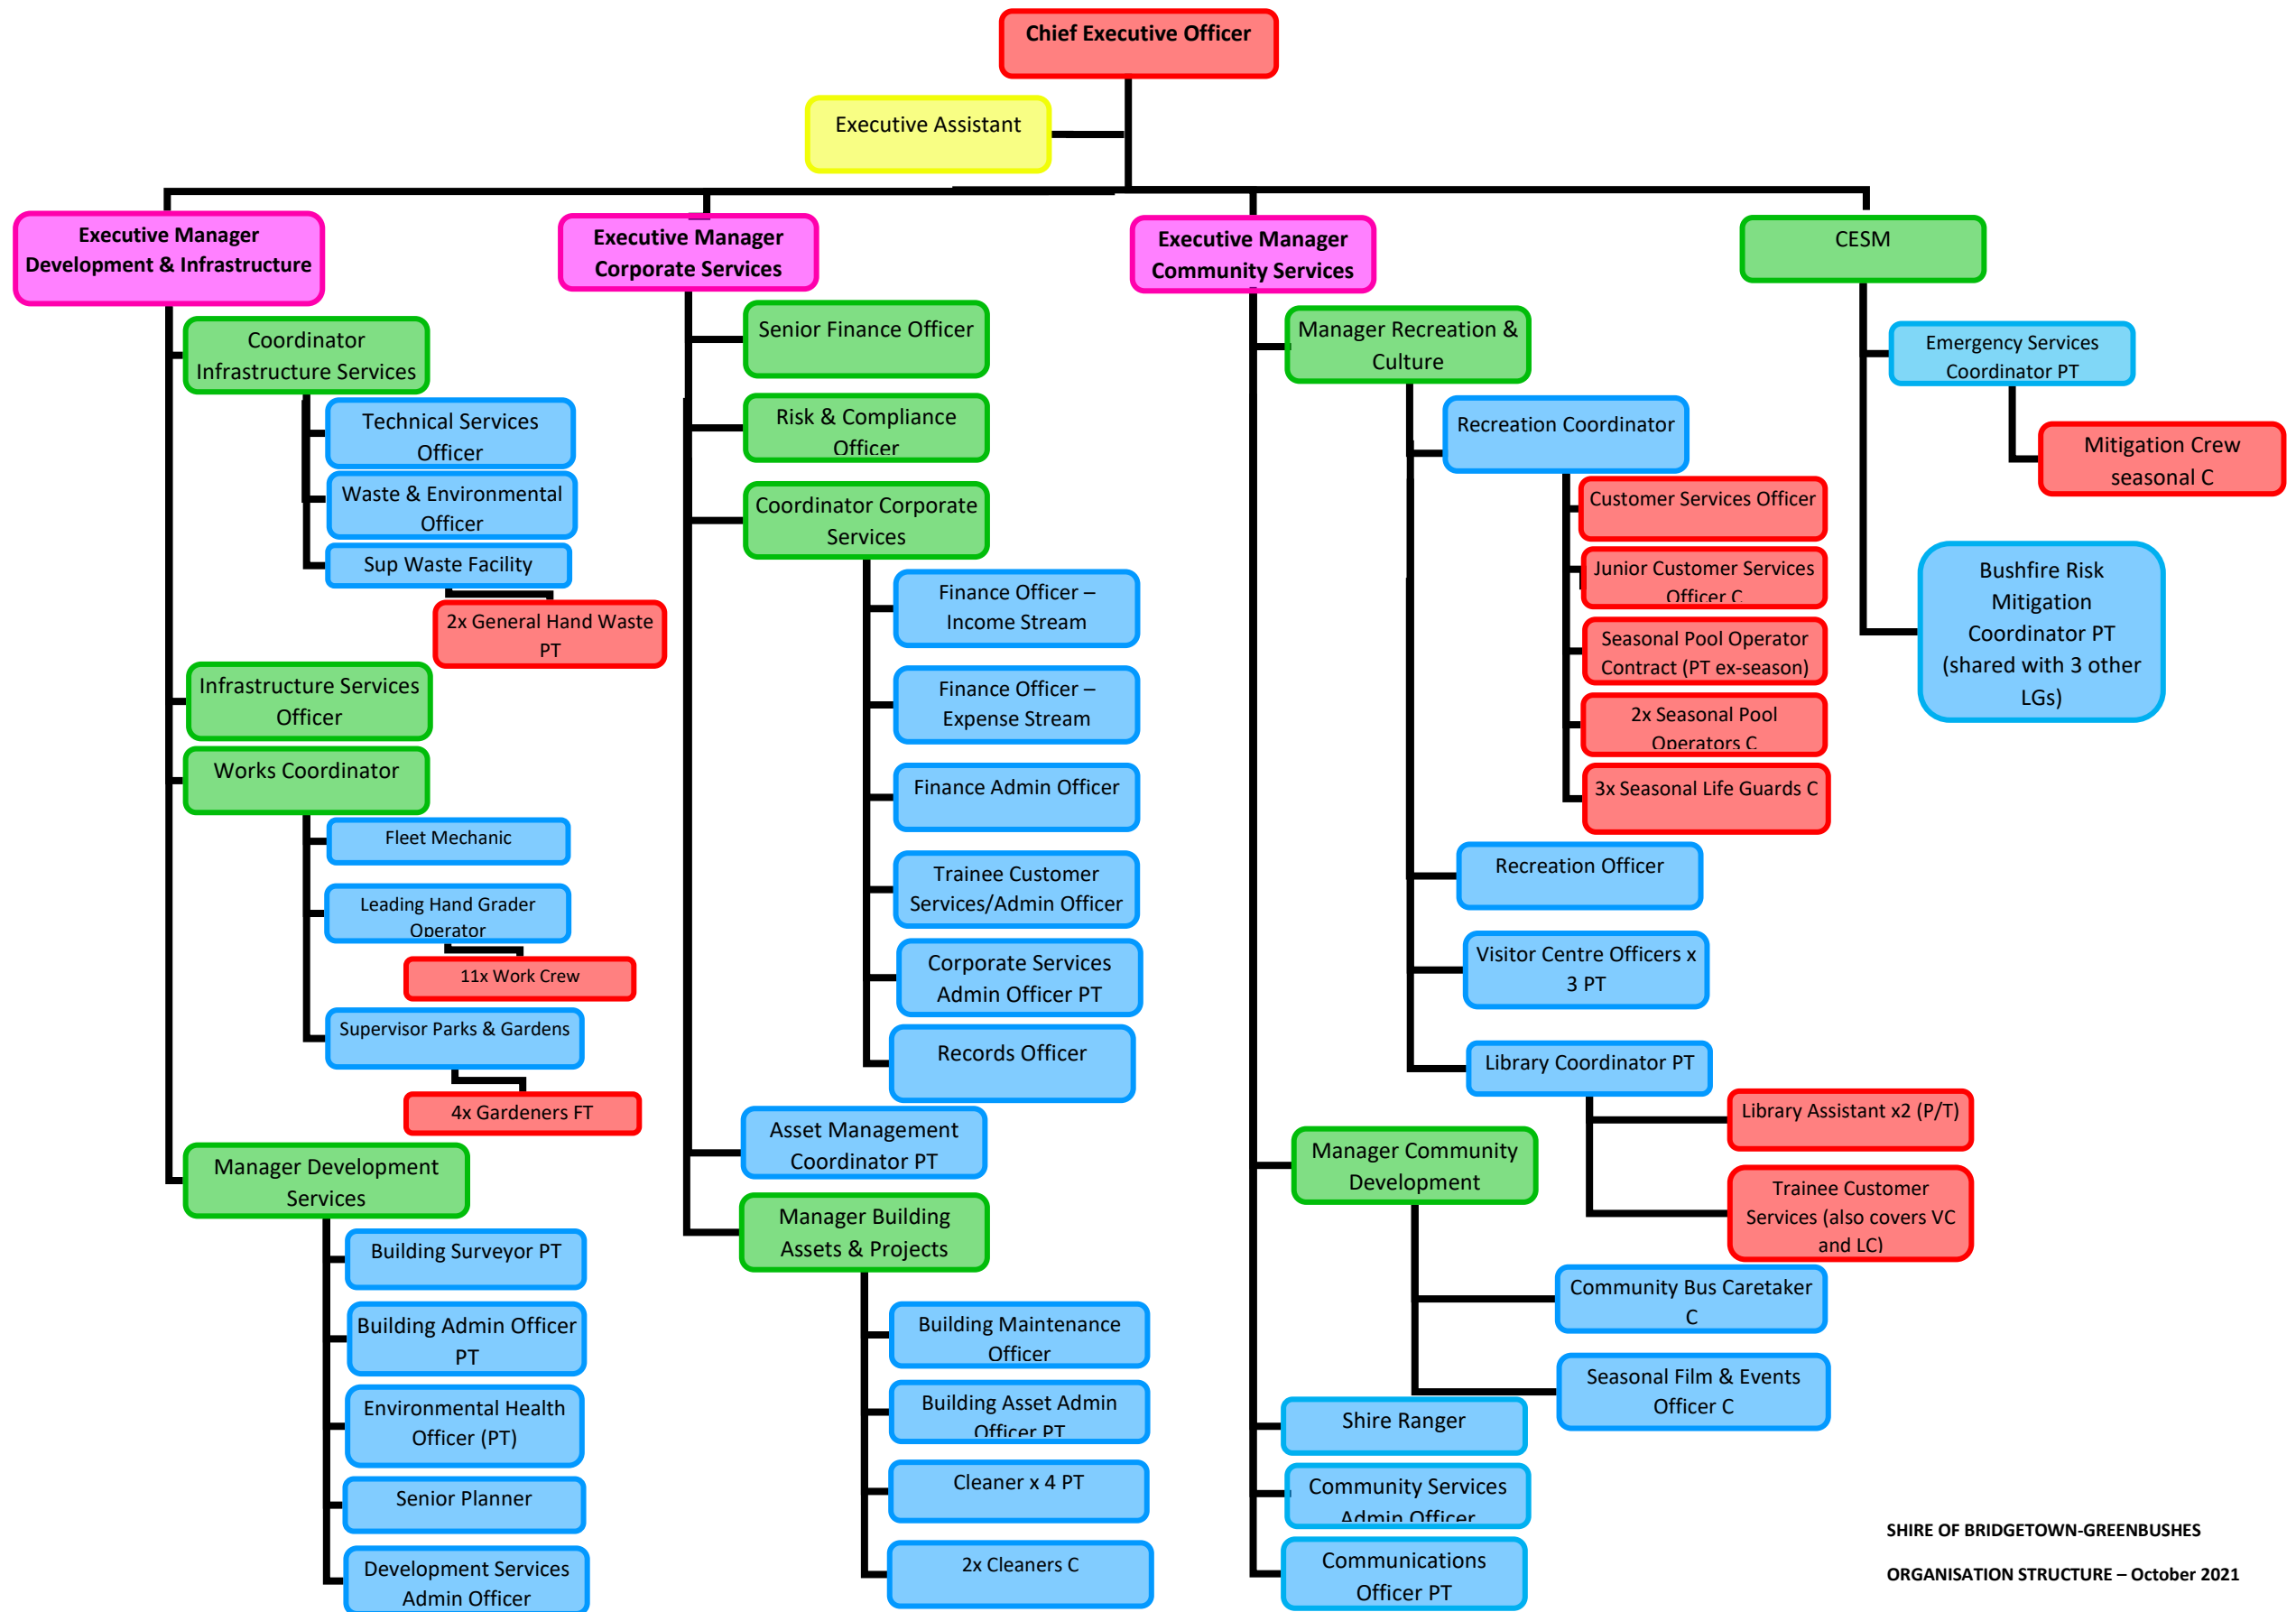 Chief Executive Officer
Executive Assistant
Executive Manager
Development & Infrastructure
Coordinator
Infrastructure Services
Technical Services
Officer
Waste & Environmental
Officer
Sup Waste Facility
2x General Hand Waste
PT
Infrastructure Services
Officer
Works Coordinator
Fleet Mechanic
Leading Hand Grader
Operator
11x Work Crew
Supervisor Parks & Gardens
4x Gardeners FT
Manager Development
Services
Building Surveyor PT
Building Admin Officer
PT
Environmental Health
Officer (PT)
Senior Planner
Development Services
Admin Officer
Executive Manager
Corporate Services
Senior Finance Officer
Risk & Compliance
Officer
Coordinator Corporate
Services
Finance Officer –
Income Stream
Finance Officer –
Expense Stream
Finance Admin Officer
Trainee Customer
Services/Admin Officer
Corporate Services
Admin Officer PT
Records Officer
Asset Management
Coordinator PT
Manager Building
Assets & Projects
Building Maintenance
Officer
Building Asset Admin
Officer PT
Cleaner x 4 PT
2x Cleaners C
Executive Manager
Community Services
Manager Recreation &
Culture
Recreation Coordinator
Customer Services Officer
Junior Customer Services
Officer C
Seasonal Pool Operator
Contract (PT ex-season)
2x Seasonal Pool
Operators C
3x Seasonal Life Guards C
Recreation Officer
Visitor Centre Officers x
3 PT
Library Coordinator PT
Library Assistant x2 (P/T)
Trainee Customer
Services (also covers VC
and LC)
Manager Community
Development
Community Bus Caretaker
C
Seasonal Film & Events
Officer C
Shire Ranger
Community Services
Admin Officer
Communications
Officer PT
CESM
Emergency Services
Coordinator PT
Mitigation Crew
seasonal C
Bushfire Risk
Mitigation
Coordinator PT
(shared with 3 other
LGs)
SHIRE OF BRIDGETOWN-GREENBUSHES
ORGANISATION STRUCTURE – October 2021